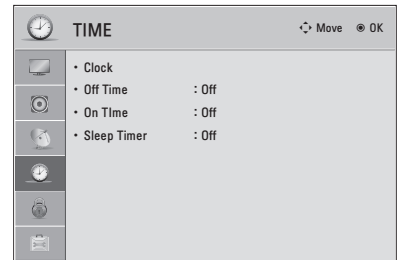 TIME
Move OK
• Clock
• Off Time : Off
• On TIme : Off
• Sleep Timer : Off